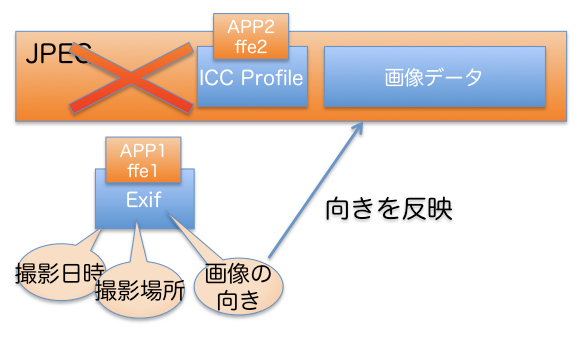 APP2
ffe2
JPEG
ICC Profile
画像データ
APP1
ffe1
Exif
向きを反映
撮影日時
撮影場所
画像の
向き